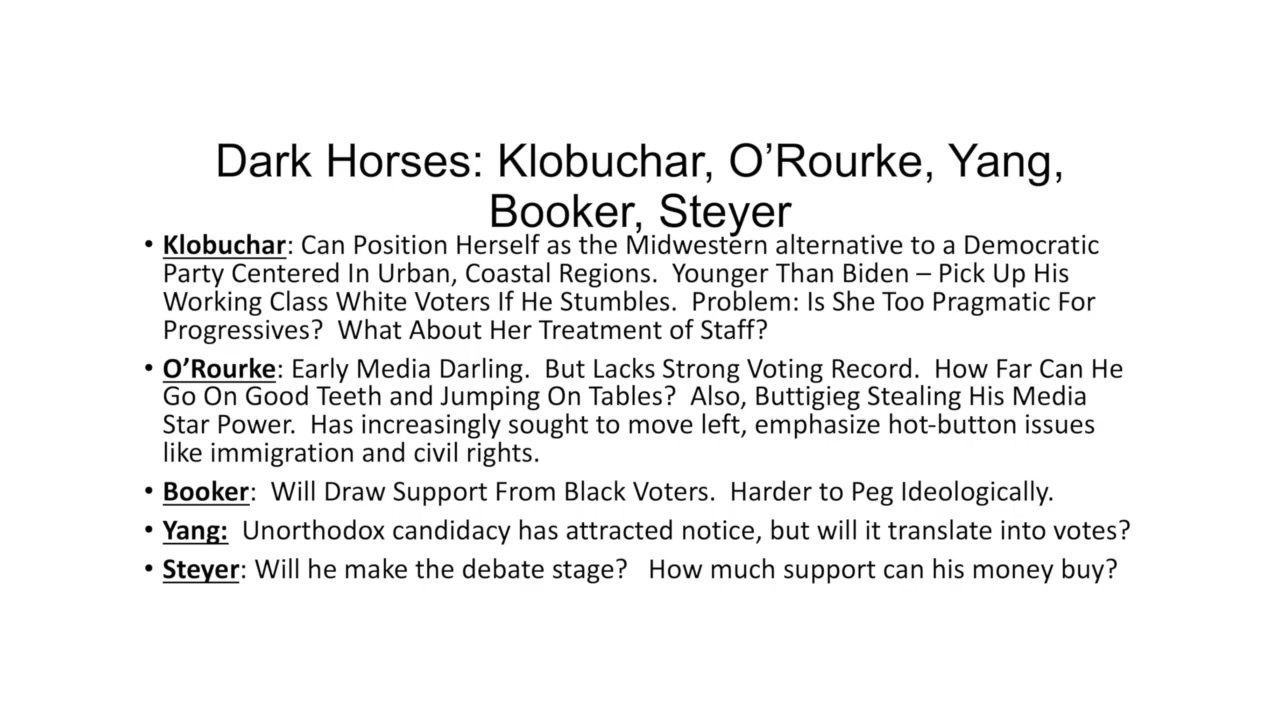 Dark Horses: Klobuchar, O’Rourke, Yang,
Booker, Steyer
• Klobuchar: Can Position Herself as the Midwestern alternative to a Democratic
Party Centered In Urban, Coastal Regions.  Younger Than Biden – Pick Up His
Working Class White Voters If He Stumbles.  Problem: Is She Too Pragmatic For
Progressives?  What About Her Treatment of Staff?
• O’Rourke: Early Media Darling.  But Lacks Strong Voting Record.  How Far Can He
Go On Good Teeth and Jumping On Tables?  Also, Buttigieg Stealing His Media
Star Power.  Has increasingly sought to move left, emphasize hot-button issues
like immigration and civil rights.
• Booker:  Will Draw Support From Black Voters.  Harder to Peg Ideologically.
• Yang:  Unorthodox candidacy has attracted notice, but will it translate into votes?
• Steyer: Will he make the debate stage?   How much support can his money buy?